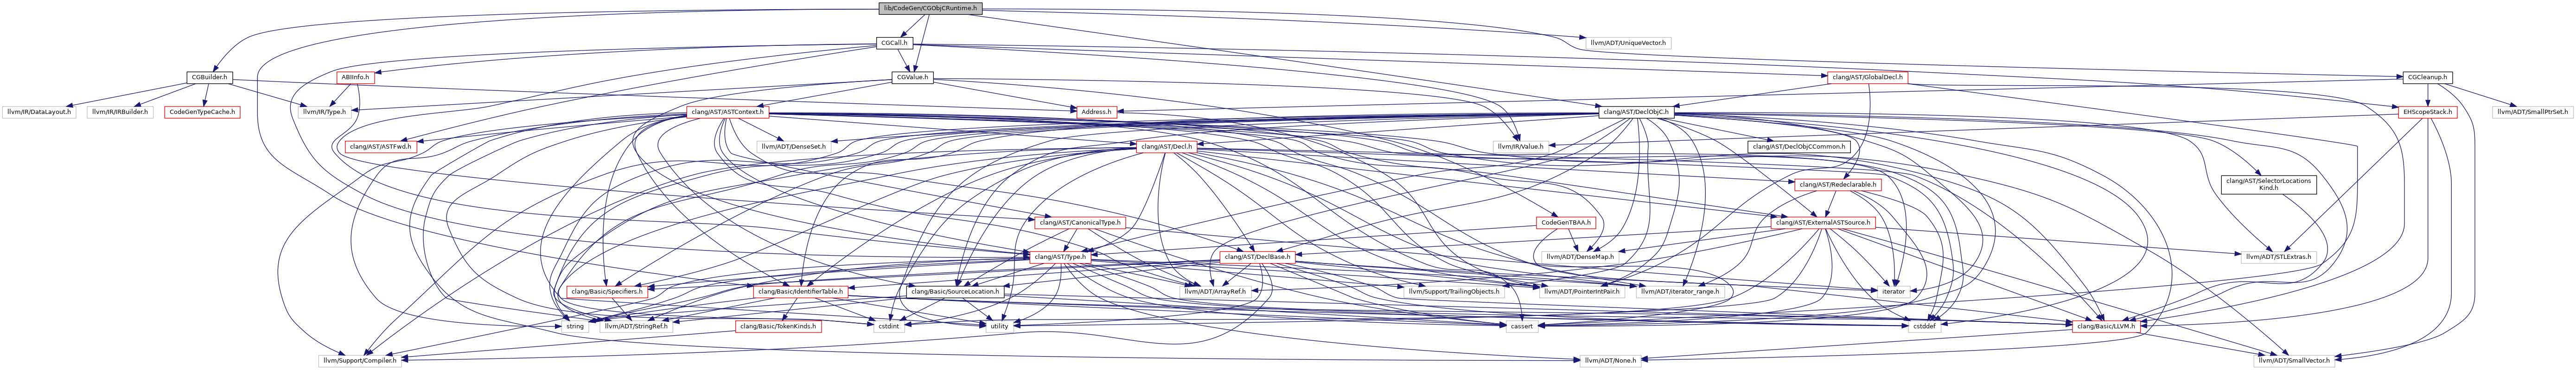 lib/CodeGen/CGObjCRuntime.h
CGCall.h
llvm/ADT/UniqueVector.h
CGBuilder.h
ABIInfo.h
CGValue.h
clang/AST/GlobalDecl.h
CGCleanup.h
llvm/IR/DataLayout.h
llvm/IR/IRBuilder.h
CodeGenTypeCache.h
llvm/IR/Type.h
clang/AST/ASTContext.h
Address.h
clang/AST/DeclObjC.h
EHScopeStack.h
llvm/ADT/SmallPtrSet.h
clang/AST/ASTFwd.h
llvm/ADT/DenseSet.h
clang/AST/Decl.h
llvm/IR/Value.h
clang/AST/DeclObjCCommon.h
clang/AST/Redeclarable.h
clang/AST/SelectorLocations
Kind.h
clang/AST/CanonicalType.h
CodeGenTBAA.h
clang/AST/ExternalASTSource.h
clang/AST/Type.h
clang/AST/DeclBase.h
llvm/ADT/DenseMap.h
llvm/ADT/STLExtras.h
clang/Basic/Specifiers.h
clang/Basic/IdentifierTable.h
clang/Basic/SourceLocation.h
llvm/ADT/ArrayRef.h
llvm/Support/TrailingObjects.h
llvm/ADT/PointerIntPair.h
llvm/ADT/iterator_range.h
iterator
string
llvm/ADT/StringRef.h
clang/Basic/TokenKinds.h
cstdint
utility
cassert
cstddef
clang/Basic/LLVM.h
llvm/Support/Compiler.h
llvm/ADT/None.h
llvm/ADT/SmallVector.h